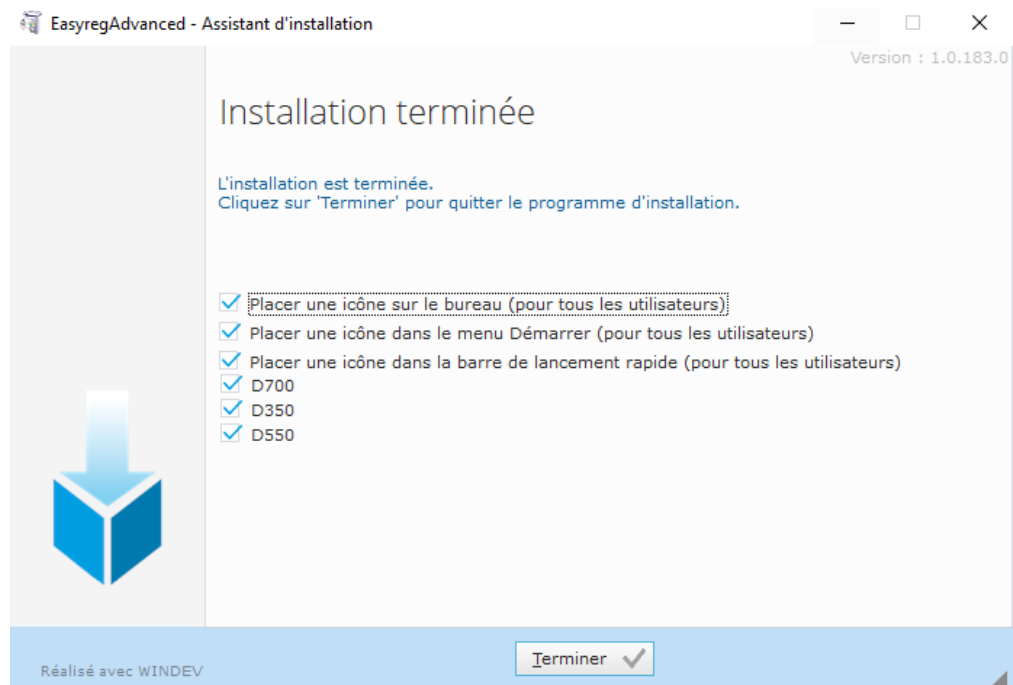 EasyregAdvanced - Assistant d'installation
Version : 1.0.183.0
Installation terminée
L'installation est terminée.
Cliquez sur 'Terminer' pour quitter le programme d'installation.
Placer une icône sur le bureau (pour tous les utilisateurs)
Placer une icône dans le menu Démarrer (pour tous les utilisateurs)
Placer une icône dans la barre de lancement rapide (pour tous les utilisateurs)
D700
D350
D550
Terminer
Réalisé avec WINDEV